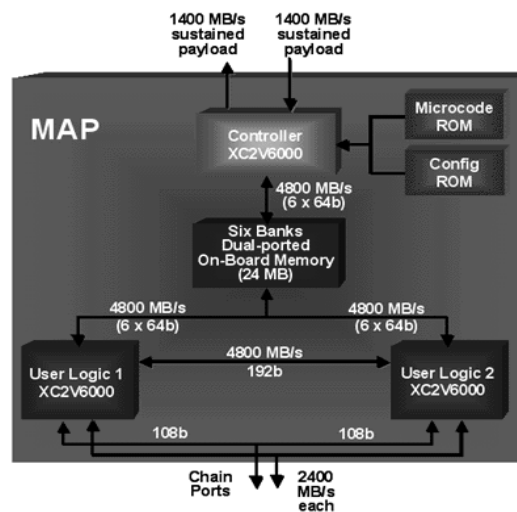 1400 MB/s
sustained
payload
1400 MB/s
sustained
payload
MAP
Controller
XC2V6000
Microcode
ROM
Config
ROM
4800 MB/s
(6 x 64b)
Six Banks
Dual-ported
On-Board Memory
(24 MB)
4800 MB/s
(6 x 64b)
4800 MB/s
(6 x 64b)
User Logic 1
XC2V6000
4800 MB/s
192b
User Logic 2
XC2V6000
108b
108b
Chain
Ports
2400
MB/s
each